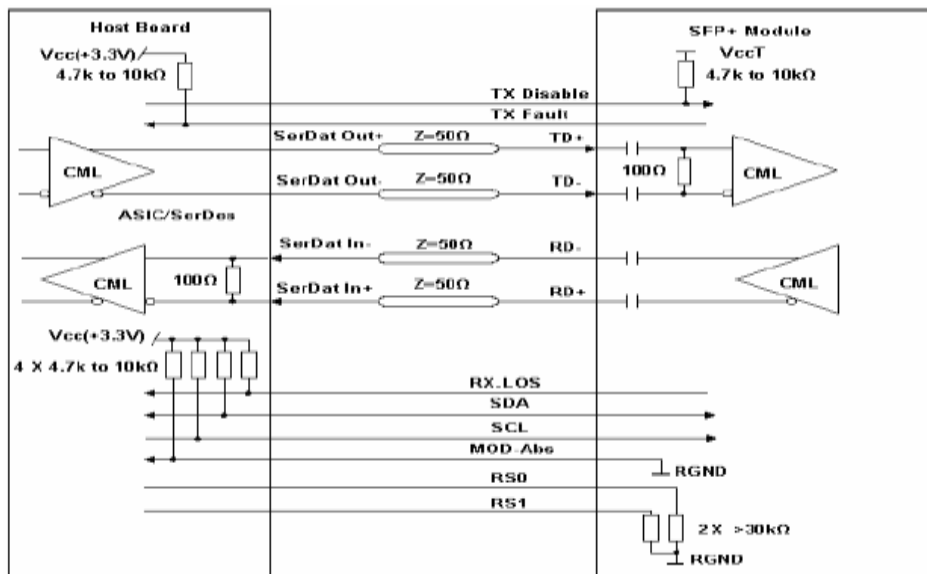 Host Board
SFP+ Module
Vcc(+3.3V)
4.7k to 10kΩ
VccT
4.7k to 10kΩ
TX Disable
TX Fault
SerDat Out+
Z=50Ω
TD+
CML
100Ω
CML
SerDat Out-
Z=50Ω
TD-
ASIC/SerDes
SerDat In-
Z=50Ω
RD-
CML
100Ω
SerDat In+
Z=50Ω
RD+
CML
Vcc(+3.3V)
4 X 4.7k to 10kΩ
RX.LOS
SDA
SCL
MOD-Abs
RGND
RS0
RS1
2 X >30kΩ
RGND